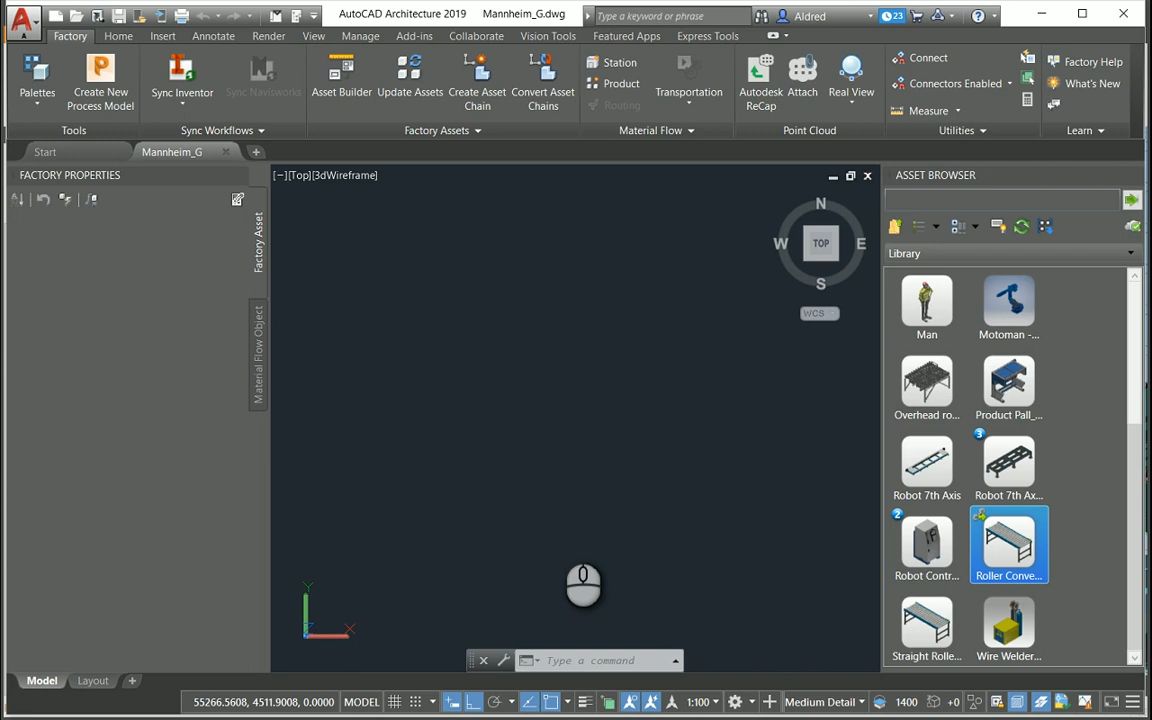 AutoCAD Architecture 2019 Mannheim_G.dwg
Type a keyword or phrase
Aldred
23
Factory Home Insert Annotate Render View Manage Add-ins Collaborate Vision Tools Featured Apps Express Tools
Palettes
Create New Process Model
Sync Inventor
Sync Navisworks
Asset Builder
Update Assets
Create Asset Chain
Convert Asset Chains
Station
Product
Routing
Transportation
Autodesk ReCap
Attach
Real View
Connect
Connectors Enabled
Measure
Factory Help
What's New
Tools
Sync Workflows
Factory Assets
Material Flow
Point Cloud
Utilities
Learn
Start
Mannheim_G
FACTORY PROPERTIES
Factory Asset
Material Flow Object
[−][Top][3dWireframe]
N
W
TOP
E
S
WCS
Y
X
ASSET BROWSER
Library
Man
Motoman -...
Overhead ro...
Product Pall_...
Robot 7th Axis
3
Robot 7th Ax...
2
Robot Contr...
Roller Conve...
Straight Rolle...
Wire Welder...
Type a command
Model
Layout
55266.5608, 4511.9008, 0.0000 MODEL
1:100
Medium Detail
1400
+0